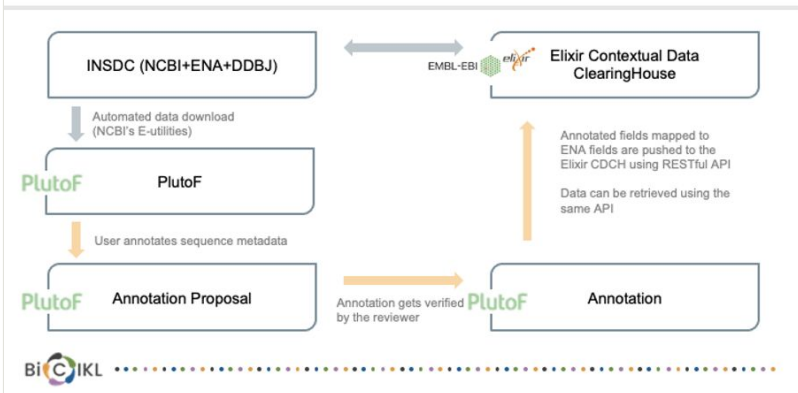 INSDC (NCBI+ENA+DDBJ)
EMBL-EBI
elixir
Elixir Contextual Data
ClearingHouse
Automated data download
(NCBI's E-utilities)
Annotated fields mapped to
ENA fields are pushed to the
Elixir CDCH using RESTful API
Data can be retrieved using the
same API
PlutoF
PlutoF
User annotates sequence metadata
PlutoF
Annotation Proposal
Annotation gets verified
by the reviewer
PlutoF
Annotation
BiCIKL